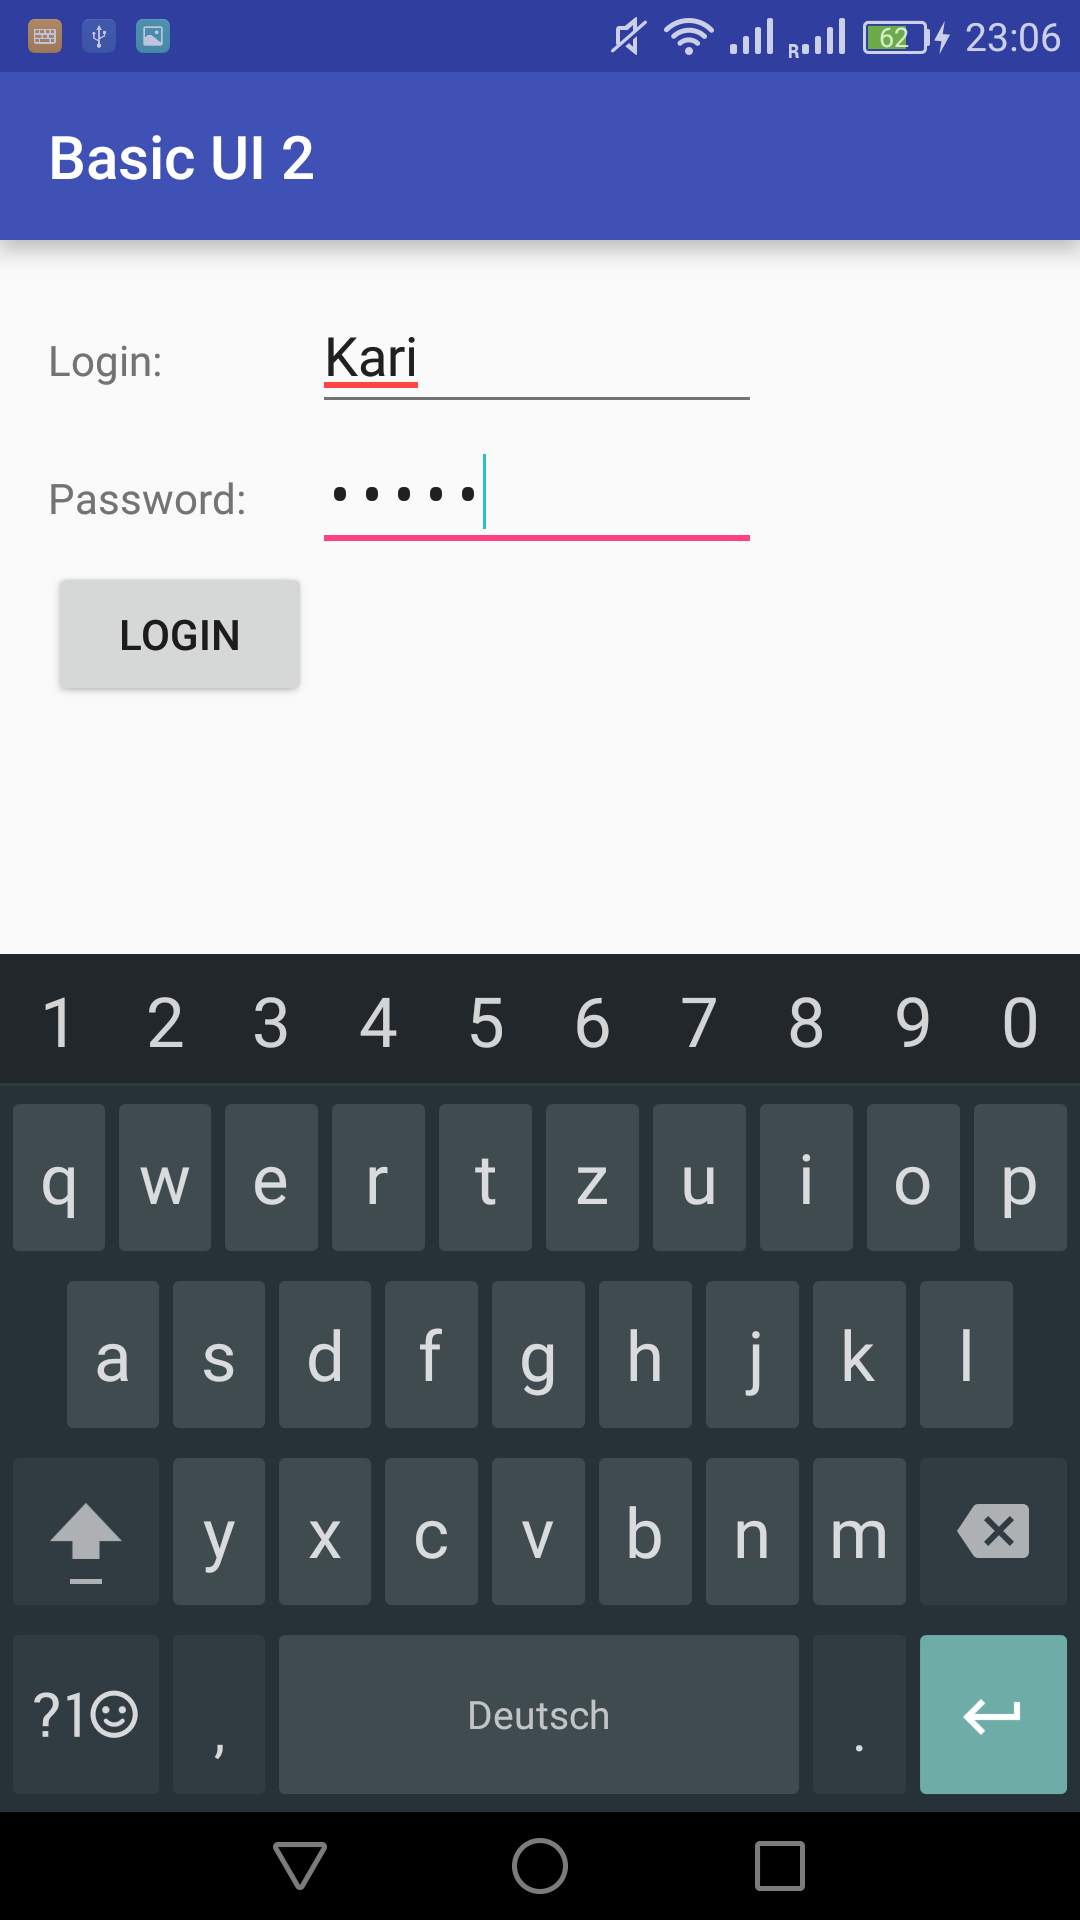 R 62 23:06
Basic UI 2
Login: Kari
Password: •••••
LOGIN
1 2 3 4 5 6 7 8 9 0
q w e r t z u i o p
a s d f g h j k l
y x c v b n m
?1☺ , Deutsch .